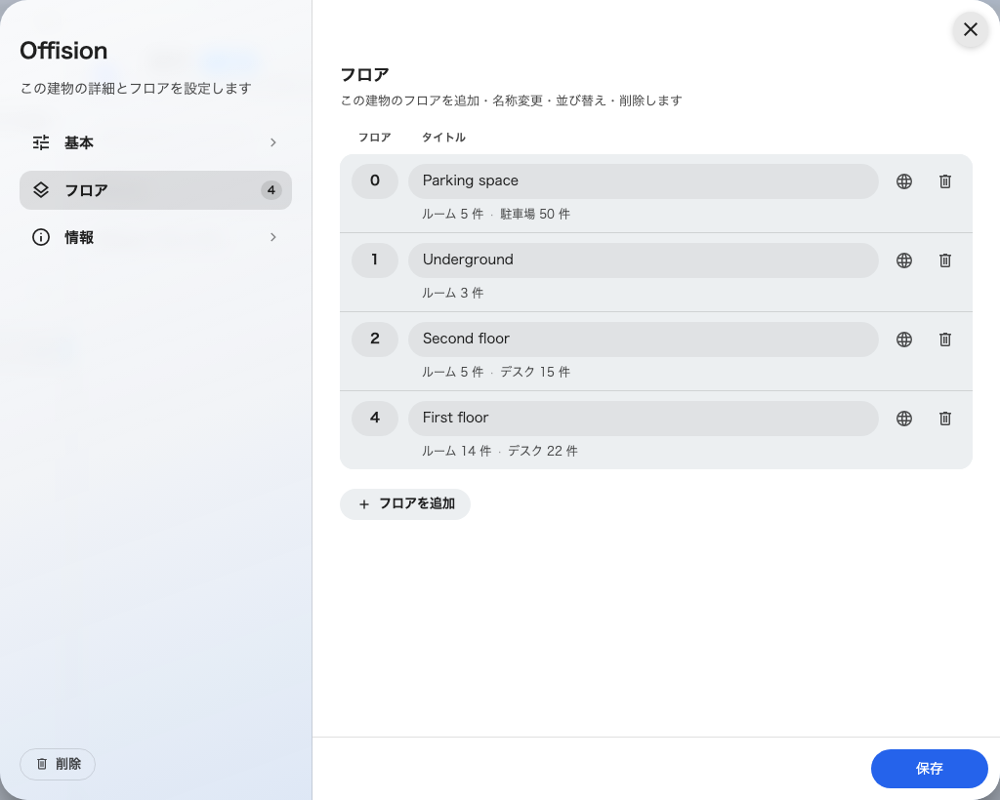 Offision
この建物の詳細とフロアを設定します
基本
フロア 4
情報
削除
フロア
この建物のフロアを追加・名称変更・並び替え・削除します
フロア タイトル
0 Parking space
ルーム 5 件 · 駐車場 50 件
1 Underground
ルーム 3 件
2 Second floor
ルーム 5 件 · デスク 15 件
4 First floor
ルーム 14 件 · デスク 22 件
+ フロアを追加
保存